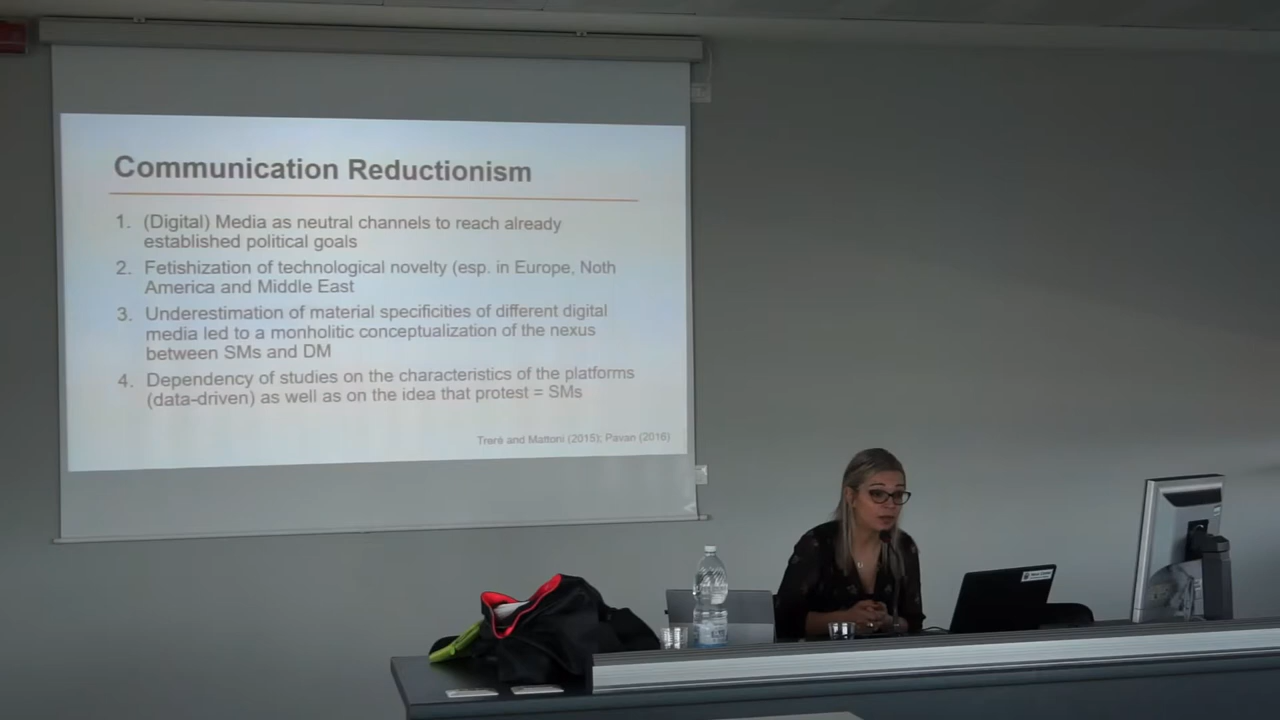 Communication Reductionism
1. (Digital) Media as neutral channels to reach already
established political goals
2. Fetishization of technological novelty (esp. in Europe, Noth
America and Middle East
3. Underestimation of material specificities of different digital
media led to a monholitic conceptualization of the nexus
between SMs and DM
4. Dependency of studies on the characteristics of the platforms
(data-driven) as well as on the idea that protest = SMs
Treré and Mattoni (2015); Pavan (2016)